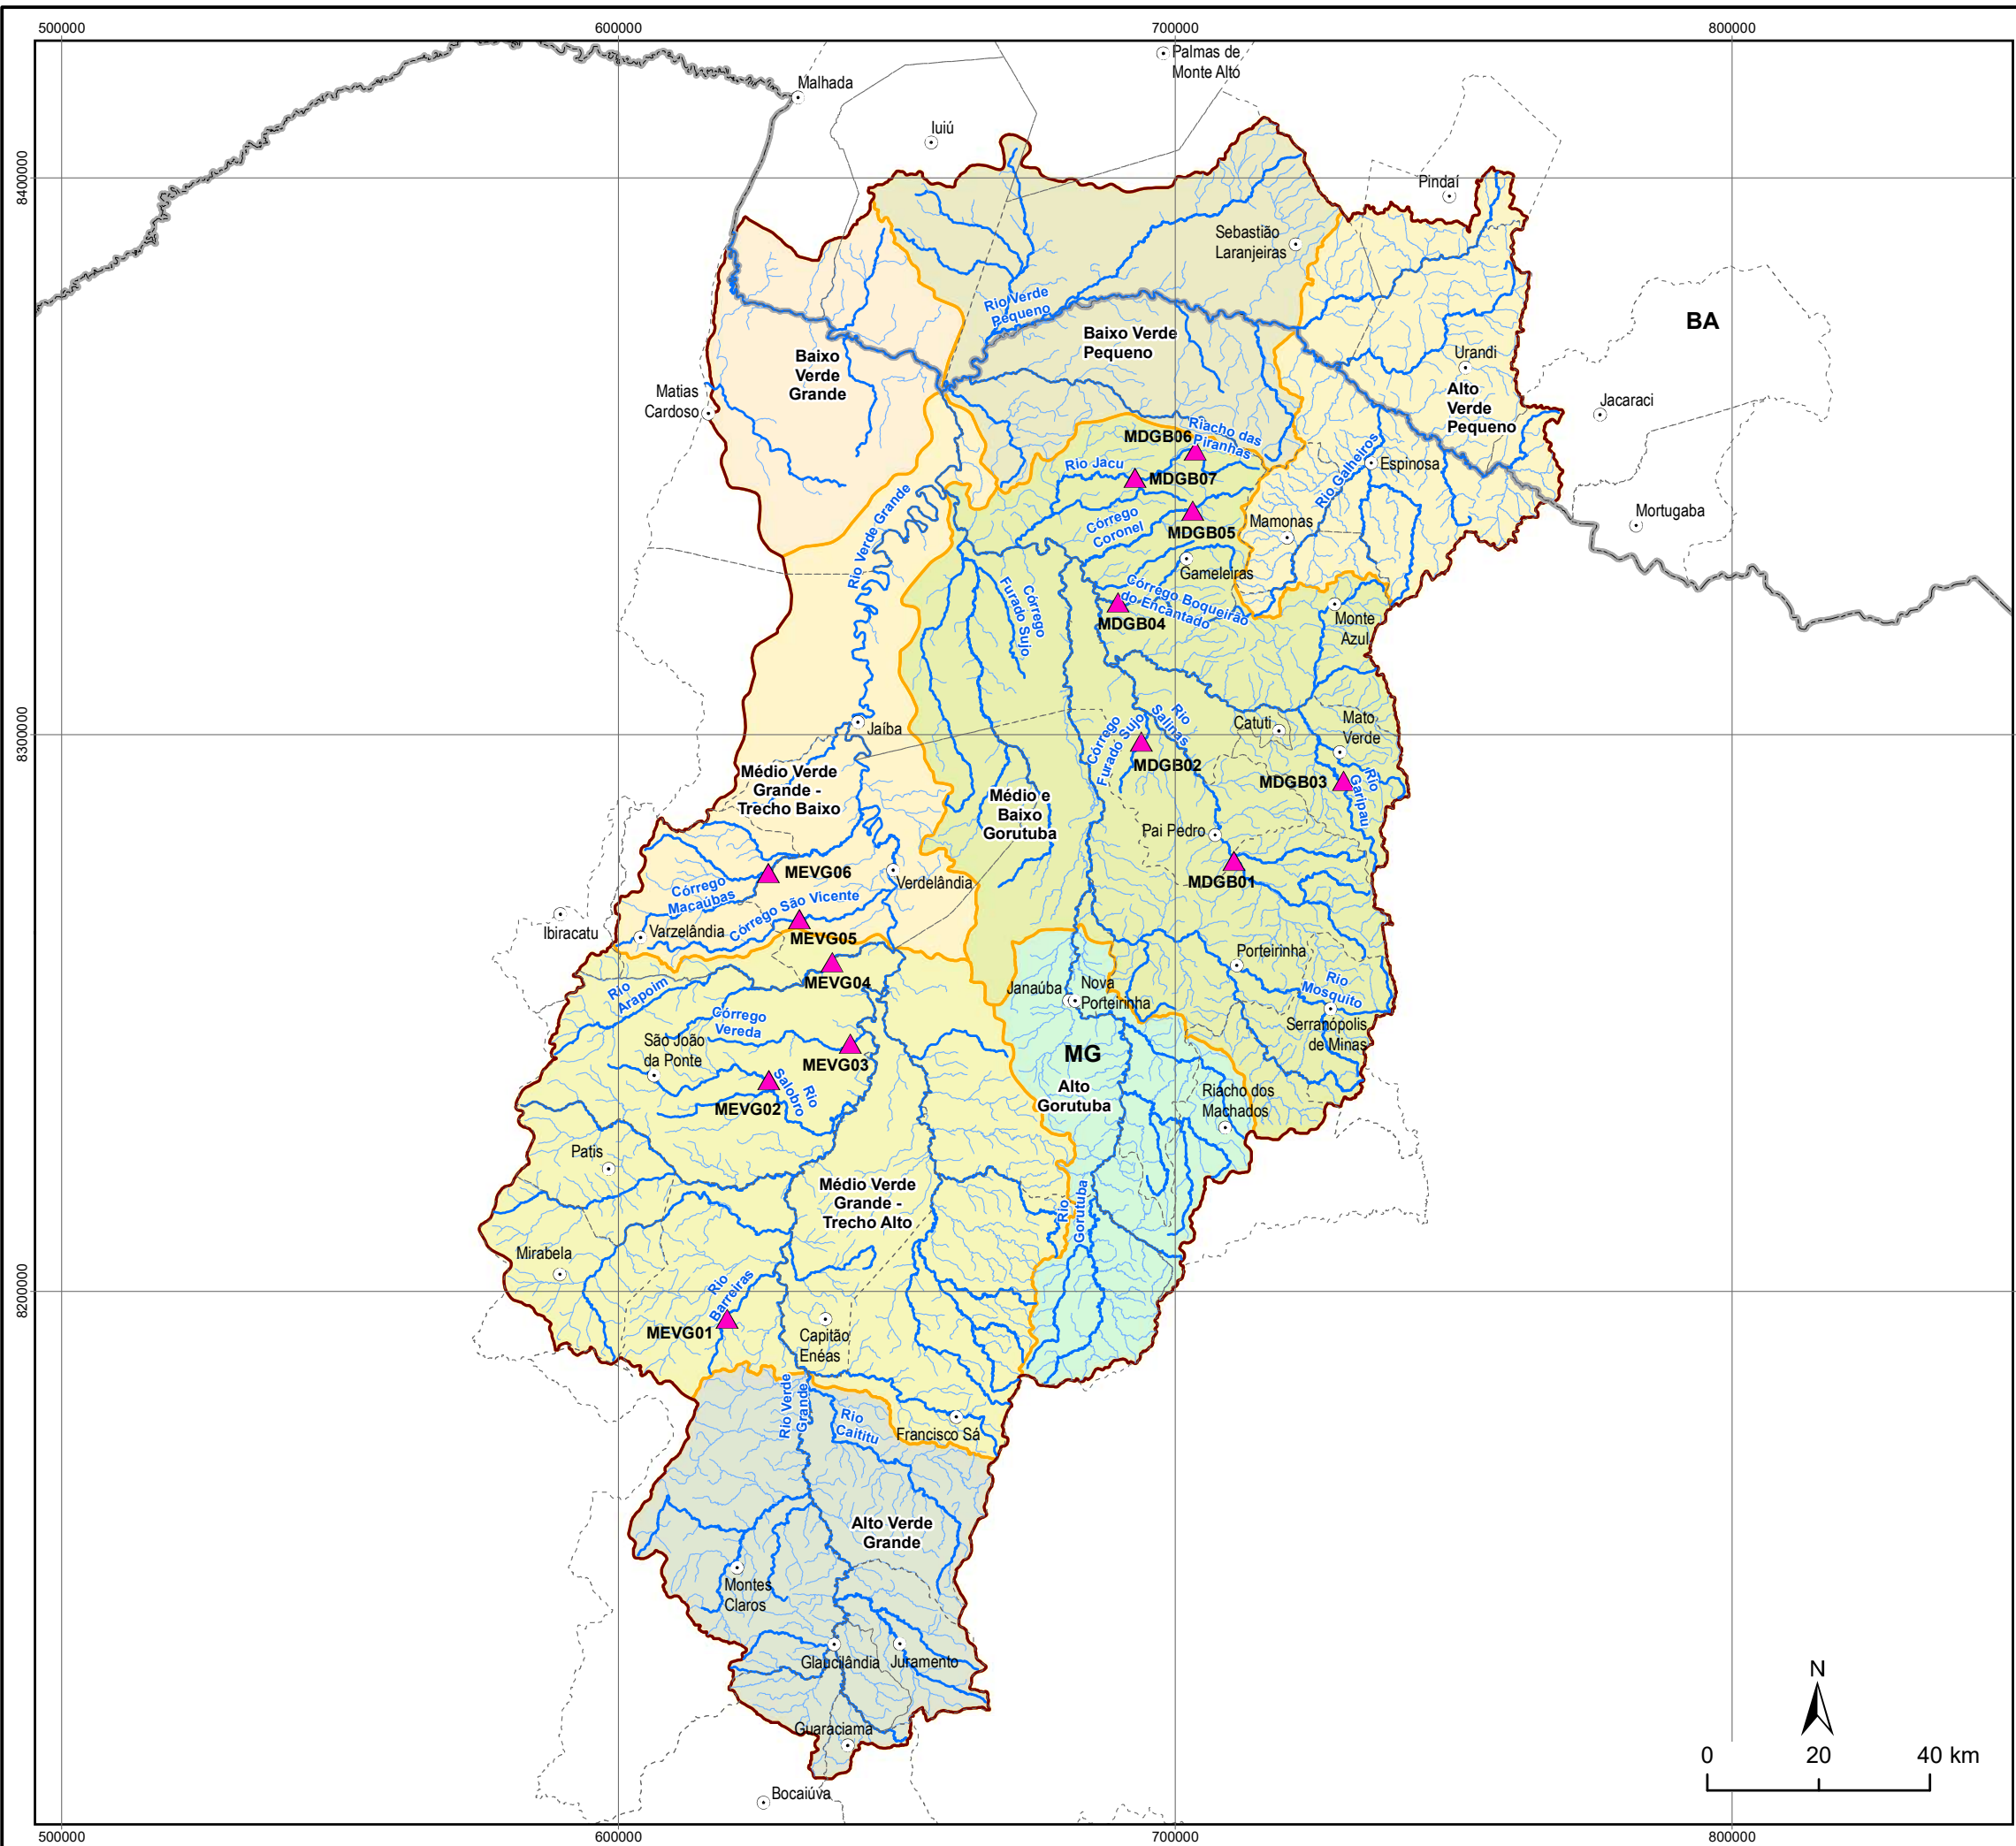 500000
600000
700000
800000
Palmas de
Monte Alto
Malhada
Iuiú
8400000
Pindaí
Sebastião
Laranjeiras
BA
Rio Verde
Pequeno
Baixo Verde
Pequeno
Baixo
Verde
Grande
Urandi
Alto
Verde
Pequeno
Matias
Cardoso
Jacaraci
MDGB06
Riacho das
Piranhas
Rio Jacu
MDGB07
Rio Galheiros
Espinosa
Rio Verde Grande
Córrego
Coronel
MDGB05
Mamonas
Mortugaba
Gameleiras
Córrego
Furado Sujo
Córrego Boqueirão
do Encantado
MDGB04
Monte
Azul
8300000
Jaíba
Córrego
Furado Sujo
Rio
Salinas
Catuti
Mato
Verde
MDGB02
MDGB03
Rio
Garipau
Médio Verde
Grande -
Trecho Baixo
Médio e
Baixo
Gorutuba
Pai Pedro
MEVG06
Verdelândia
MDGB01
Córrego
Macaúbas
Córrego São Vicente
Ibiracatu
Varzelândia
MEVG05
Porteirinha
MEVG04
Rio
Arapoim
Janaúba
Nova
Porteirinha
Rio
Mosquito
Córrego
Vereda
Serranópolis
de Minas
São João
da Ponte
MEVG03
MG
Rio
Salobro
MEVG02
Alto
Gorutuba
Riacho dos
Machados
Patis
Médio Verde
Grande -
Trecho Alto
Rio
Gorutuba
Mirabela
8200000
Rio
Barreiras
MEVG01
Capitão
Enéas
Rio Verde
Grande
Rio
Caititu
Francisco Sá
Alto Verde
Grande
Montes
Claros
Glaucilândia
Juramento
Guaraciama
Bocaiúva
N
0
20
40 km
500000
600000
700000
800000